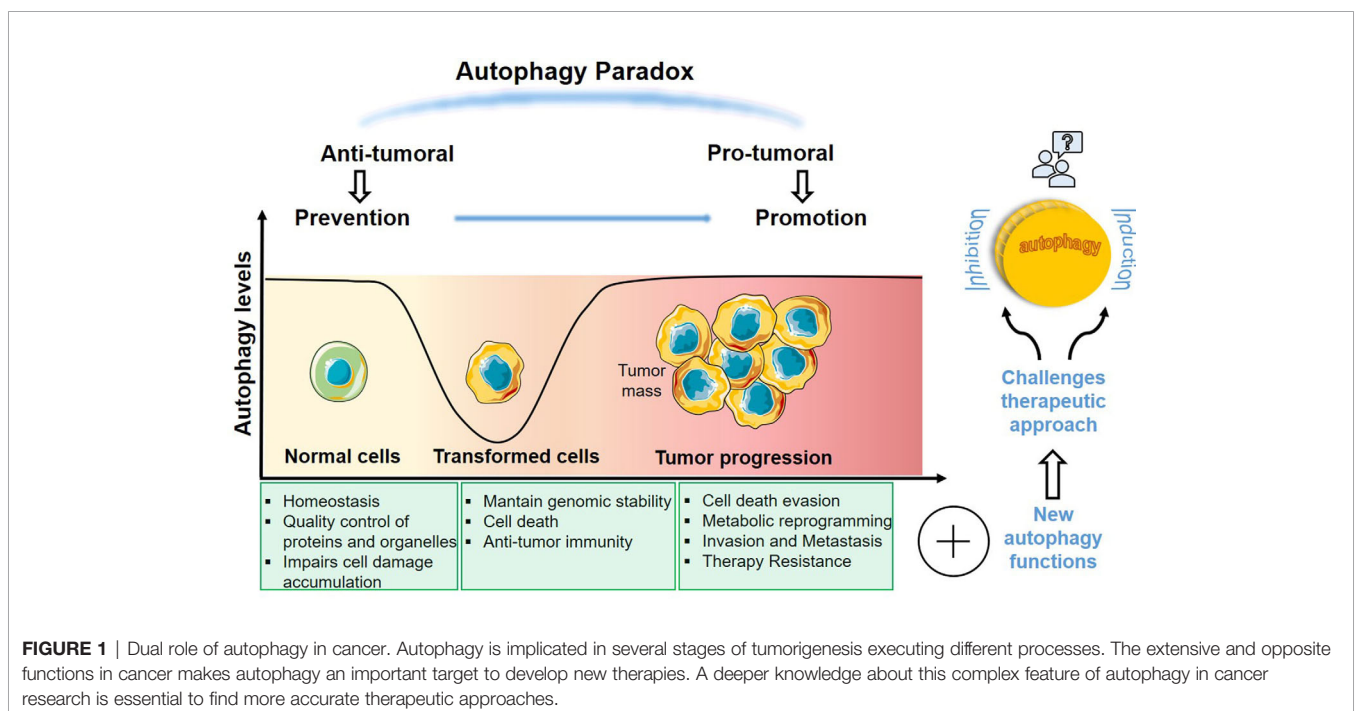 Autophagy Paradox
Anti-tumoral
Pro-tumoral
Prevention
Promotion
Autophagy levels
Tumor
mass
Normal cells
Transformed cells
Tumor progression
▪ Homeostasis
▪ Quality control of
proteins and organelles
▪ Impairs cell damage
accumulation
▪ Mantain genomic stability
▪ Cell death
▪ Anti-tumor immunity
▪ Cell death evasion
▪ Metabolic reprogramming
▪ Invasion and Metastasis
▪ Therapy Resistance
?
Inhibition
autophagy
Induction
Challenges
therapeutic
approach
+
New
autophagy
functions
FIGURE 1 | Dual role of autophagy in cancer. Autophagy is implicated in several stages of tumorigenesis executing different processes. The extensive and opposite
functions in cancer makes autophagy an important target to develop new therapies. A deeper knowledge about this complex feature of autophagy in cancer
research is essential to find more accurate therapeutic approaches.